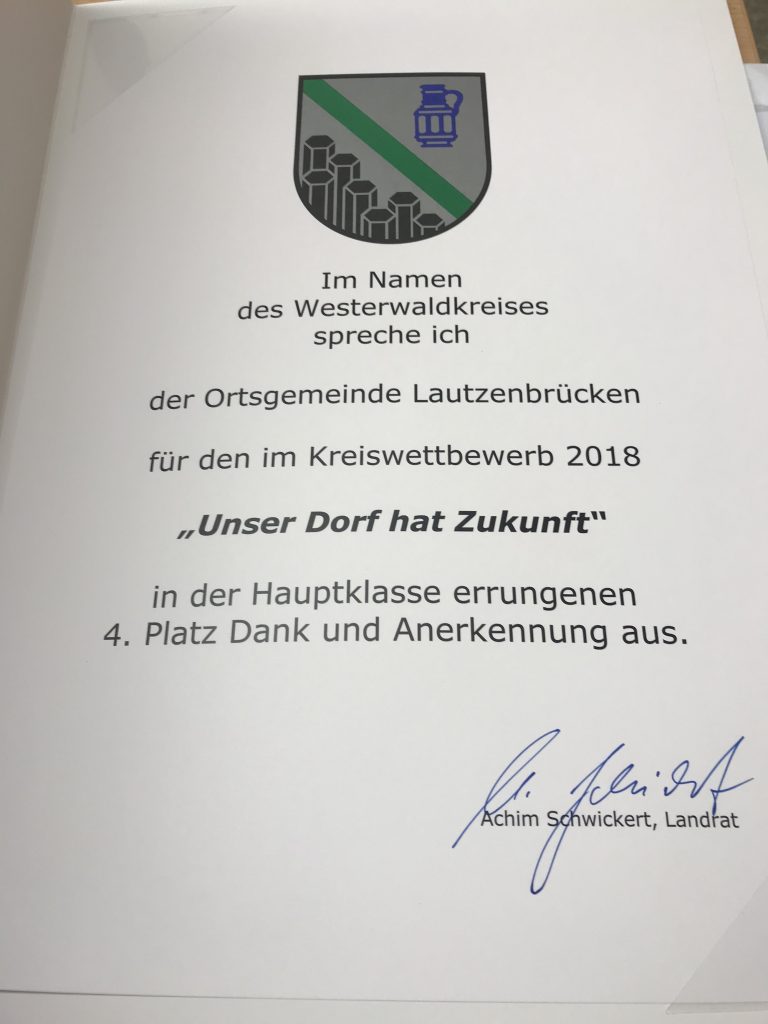 Im Namen
des Westerwaldkreises
spreche ich
der Ortsgemeinde Lautzenbrücken
für den im Kreiswettbewerb 2018
„Unser Dorf hat Zukunft“
in der Hauptklasse errungenen
4. Platz Dank und Anerkennung aus.
Achim Schwickert, Landrat